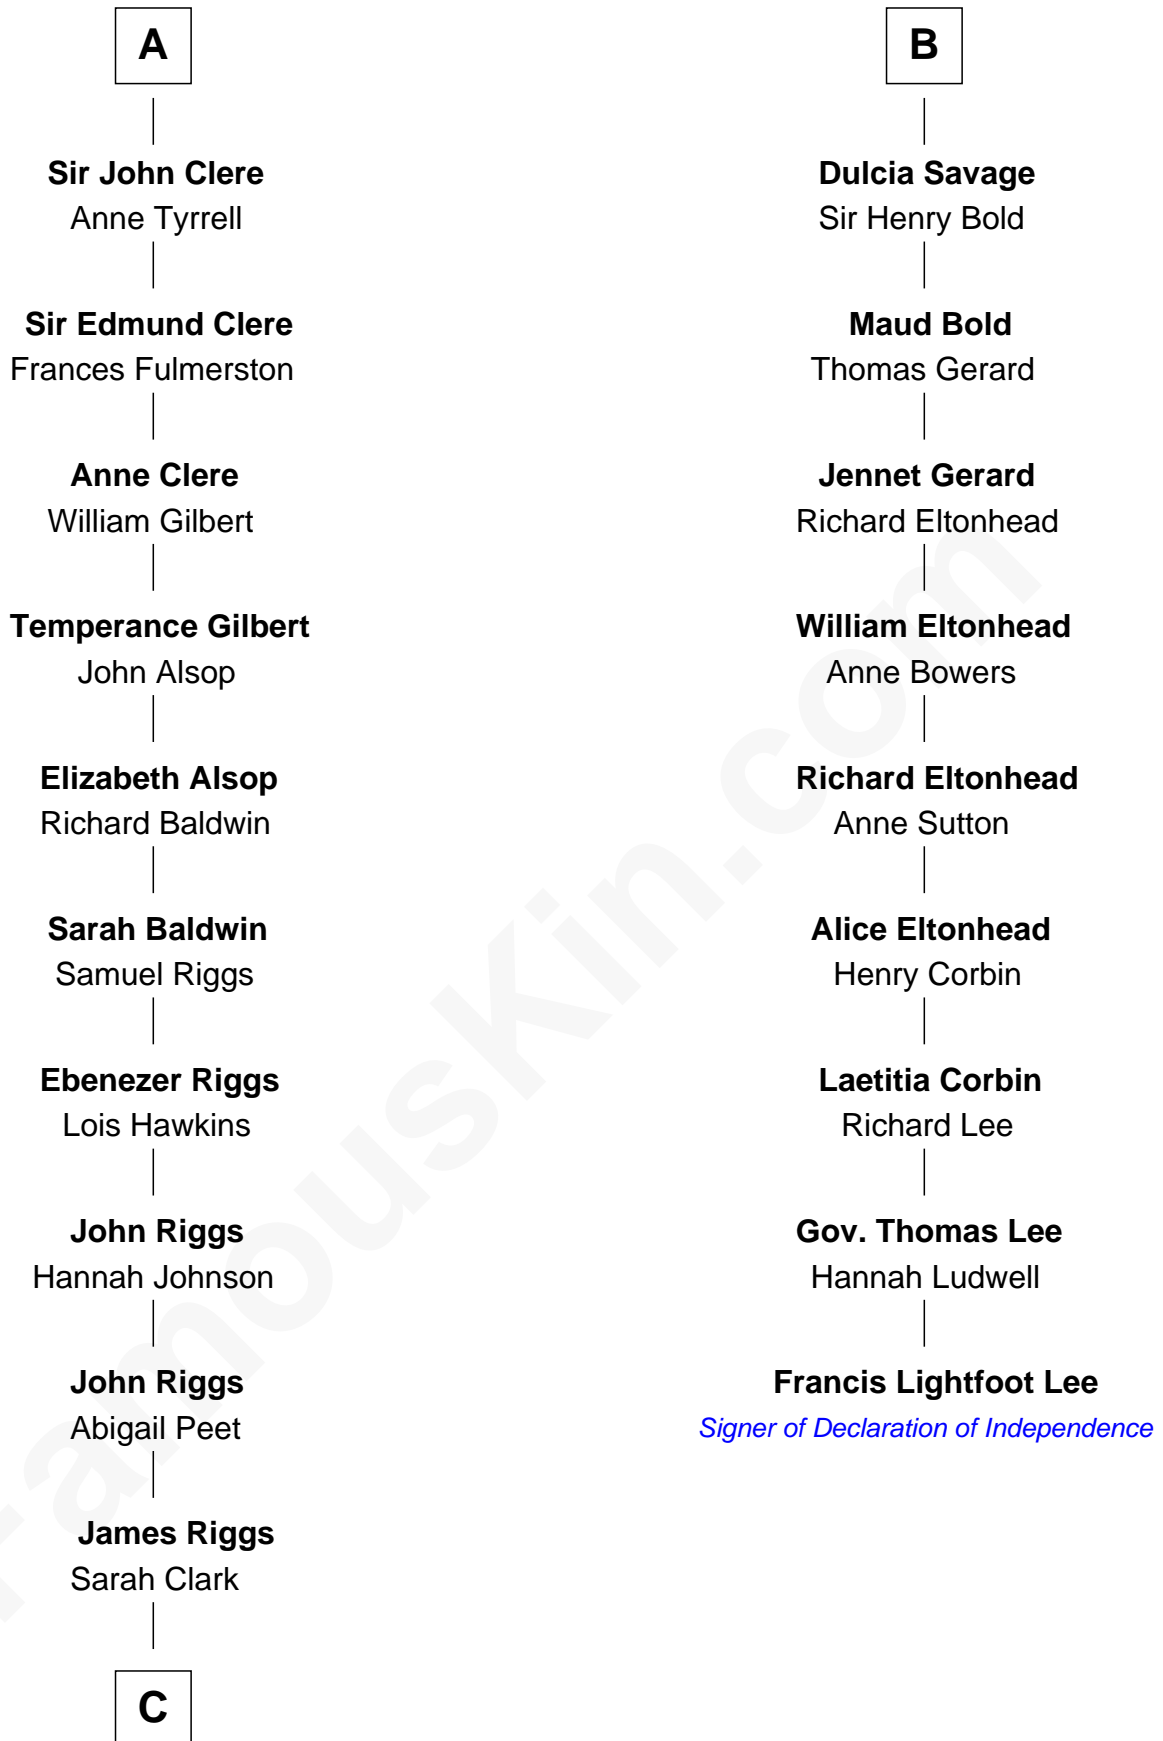 A
Sir John Clere
Anne Tyrrell
Sir Edmund Clere
Frances Fulmerston
Anne Clere
William Gilbert
Temperance Gilbert
John Alsop
Elizabeth Alsop
Richard Baldwin
Sarah Baldwin
Samuel Riggs
Ebenezer Riggs
Lois Hawkins
John Riggs
Hannah Johnson
John Riggs
Abigail Peet
James Riggs
Sarah Clark
C
B
Dulcia Savage
Sir Henry Bold
Maud Bold
Thomas Gerard
Jennet Gerard
Richard Eltonhead
William Eltonhead
Anne Bowers
Richard Eltonhead
Anne Sutton
Alice Eltonhead
Henry Corbin
Laetitia Corbin
Richard Lee
Gov. Thomas Lee
Hannah Ludwell
Francis Lightfoot Lee
Signer of Declaration of Independence
FamousKin.com